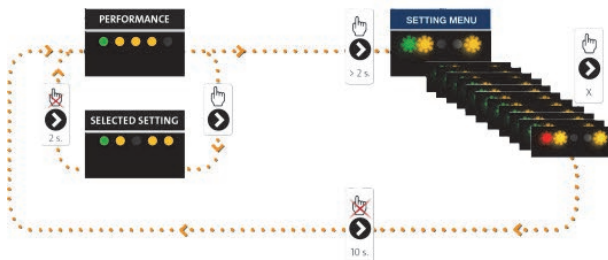 PERFORMANCE
SETTING MENU
> 2 s.
X
2 s.
SELECTED SETTING
10 s.